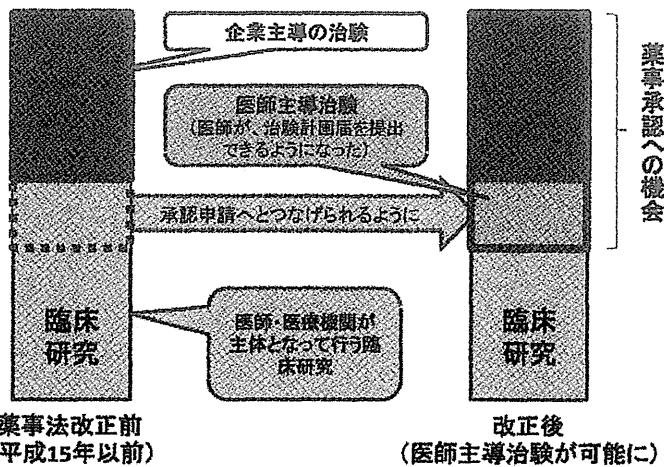 企業主導の治験
医師主導治験
(医師が、治験計画届を提出
できるようになった)
承認申請へとつなげられるように
薬事承認への機会
臨床
研究
医師・医療機関が
主体となって行う臨
床研究
臨床
研究
薬事法改正前
平成15年以前)
改正後
(医師主導治験が可能に)